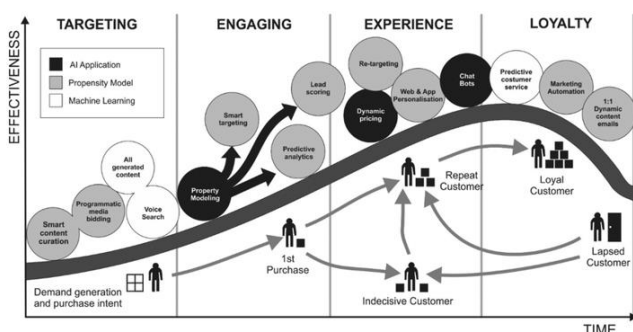 TARGETING
ENGAGING
EXPERIENCE
LOYALTY
EFFECTIVENESS
AI Application
Propensity Model
Machine Learning
Smart
content
curation
Programmatic
media
bidding
All
generated
content
Voice
Search
Property
Modeling
Smart
targeting
Lead
scoring
Predictive
analytics
Re-targeting
Dynamic
pricing
Web & App
Personalisation
Chat
Bots
Predictive
costumer
service
Marketing
Automation
1:1
Dynamic
content
emails
Demand generation
and purchase intent
1st
Purchase
Repeat
Customer
Indecisive Customer
Loyal
Customer
Lapsed
Customer
TIME